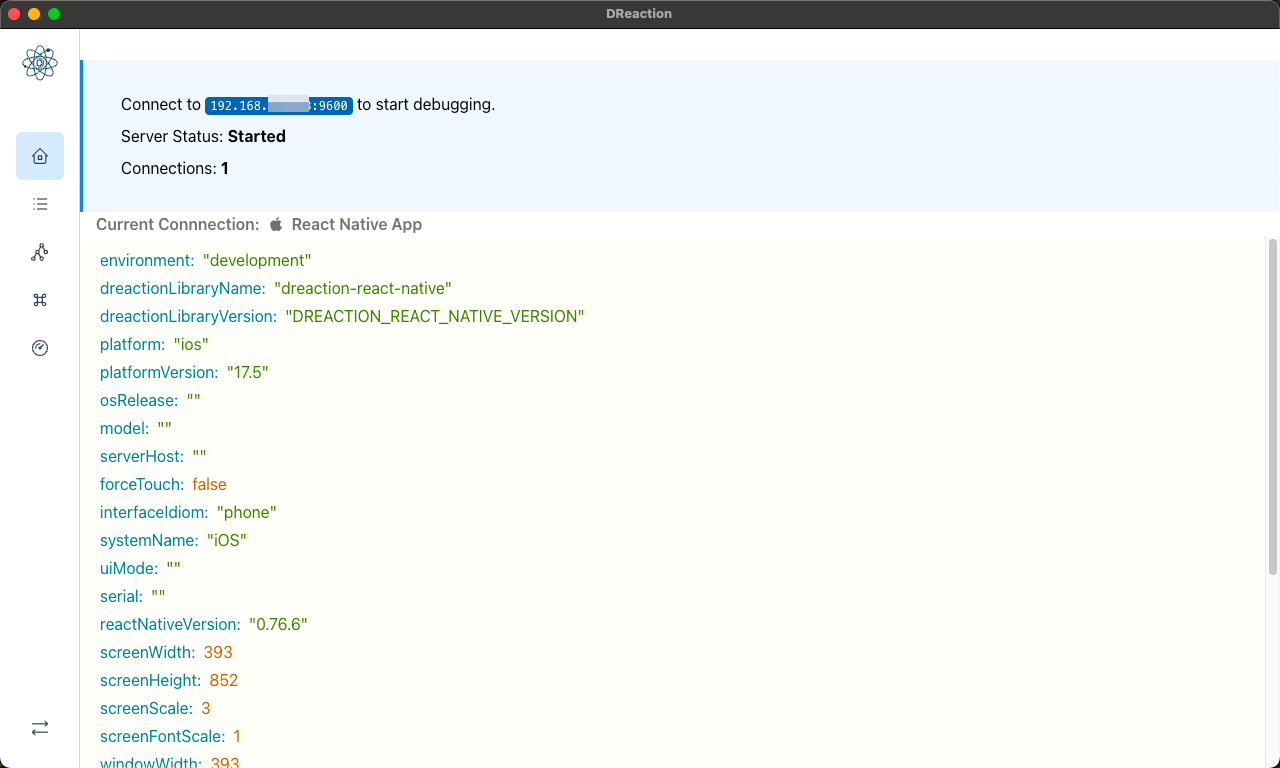 DReaction
Connect to 192.168. :9600 to start debugging.
Server Status: Started
Connections: 1
Current Connnection: React Native App
environment: "development"
dreactionLibraryName: "dreaction-react-native"
dreactionLibraryVersion: "DREACTION_REACT_NATIVE_VERSION"
platform: "ios"
platformVersion: "17.5"
osRelease: ""
model: ""
serverHost: ""
forceTouch: false
interfaceIdiom: "phone"
systemName: "iOS"
uiMode: ""
serial: ""
reactNativeVersion: "0.76.6"
screenWidth: 393
screenHeight: 852
screenScale: 3
screenFontScale: 1
windowWidth: 393